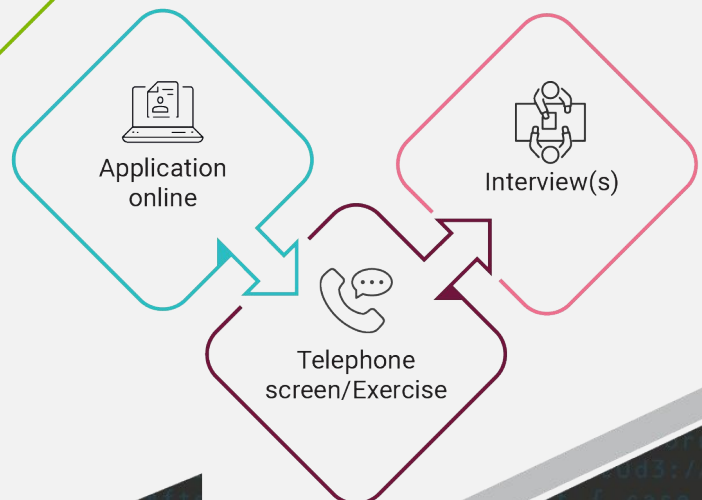 Application
online
Interview(s)
Telephone
screen/Exercise